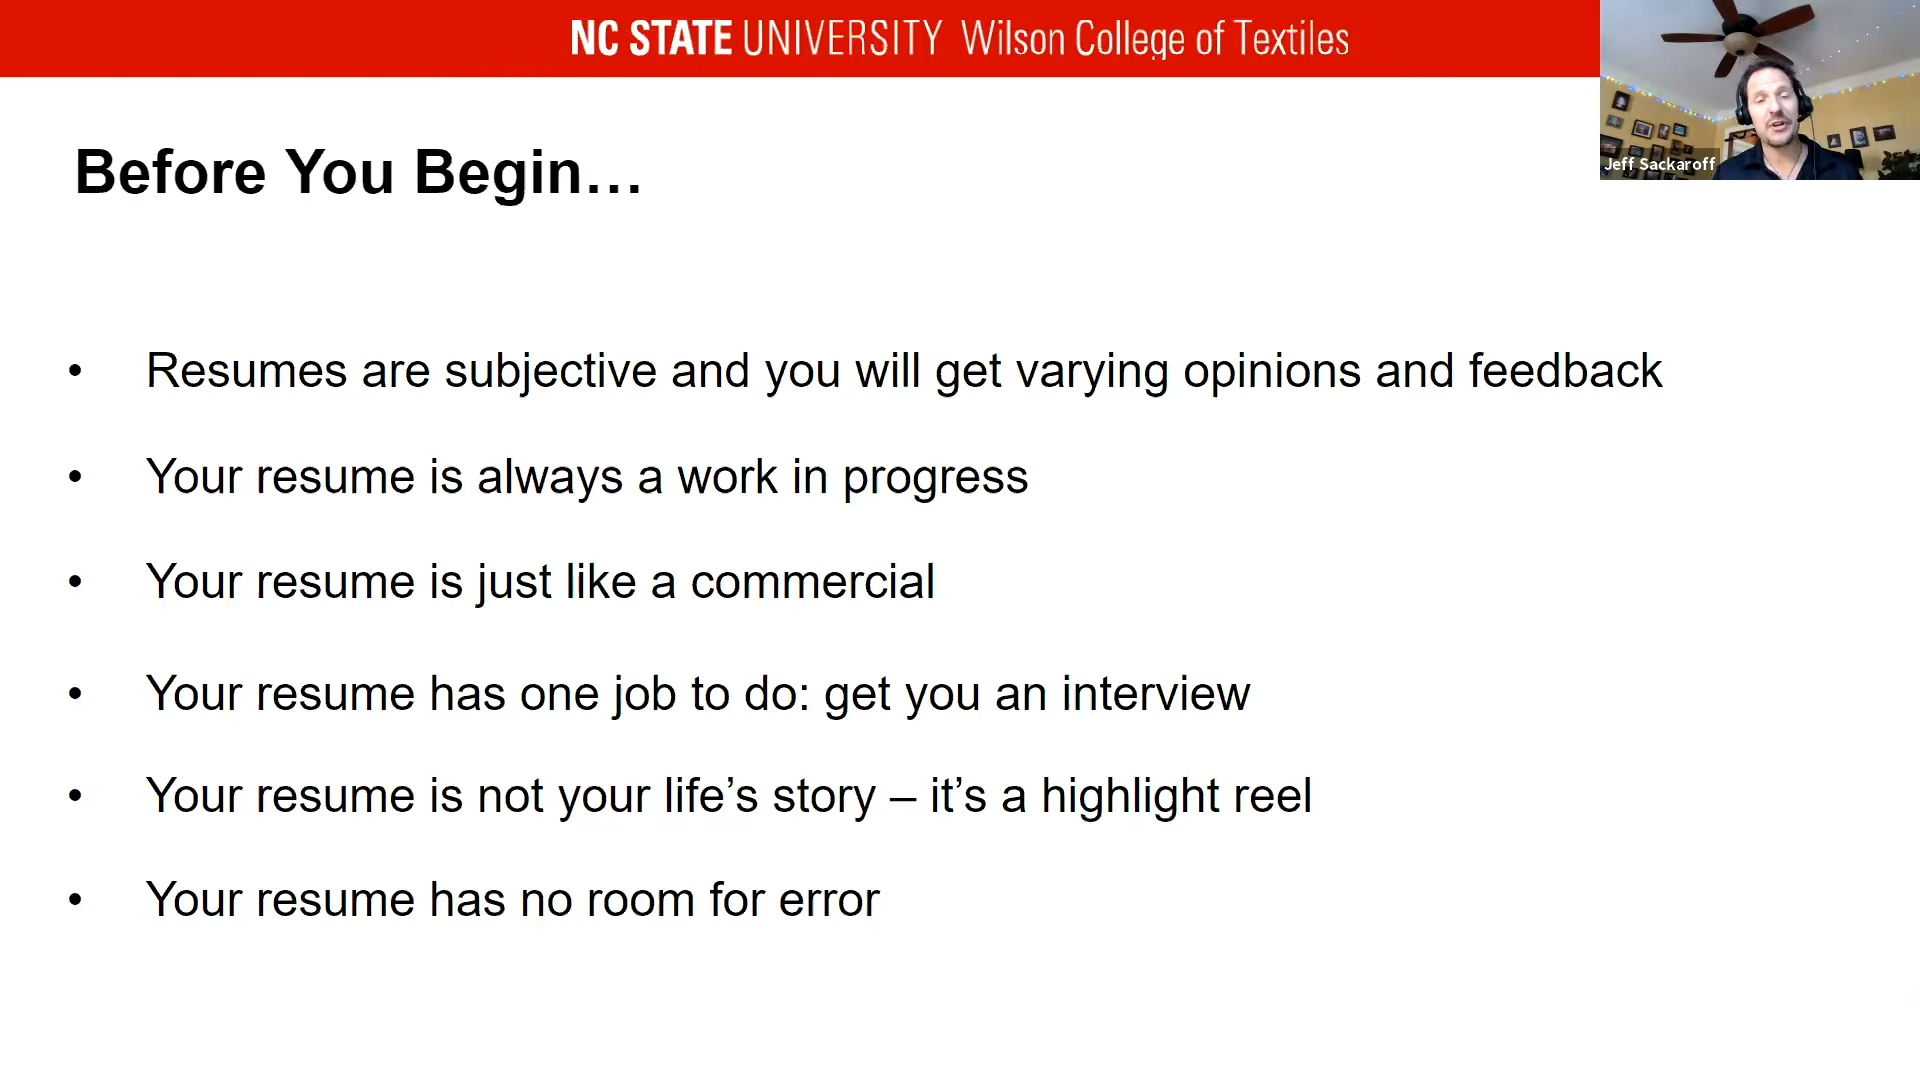 NC STATE UNIVERSITY Wilson College of Textiles
Jeff Sackaroff
Before You Begin…
• Resumes are subjective and you will get varying opinions and feedback
• Your resume is always a work in progress
• Your resume is just like a commercial
• Your resume has one job to do: get you an interview
• Your resume is not your life’s story – it’s a highlight reel
• Your resume has no room for error